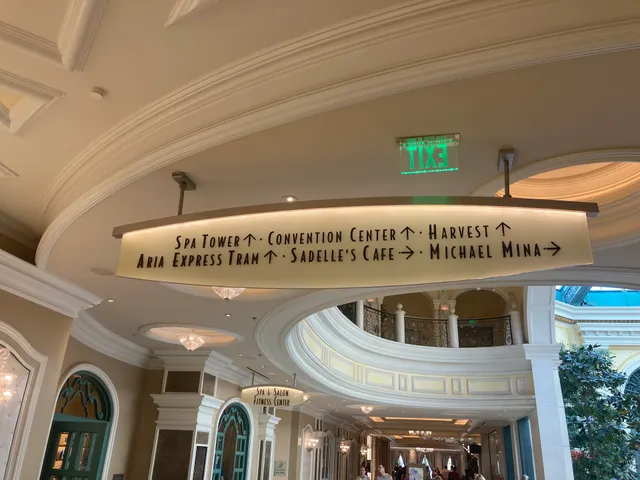 EXIT
SPA TOWER ↑ · CONVENTION CENTER ↑ · HARVEST ↑
ARIA EXPRESS TRAM ↑ · SADELLE'S CAFE → · MICHAEL MINA →
SPA & SALON
FITNESS CENTER